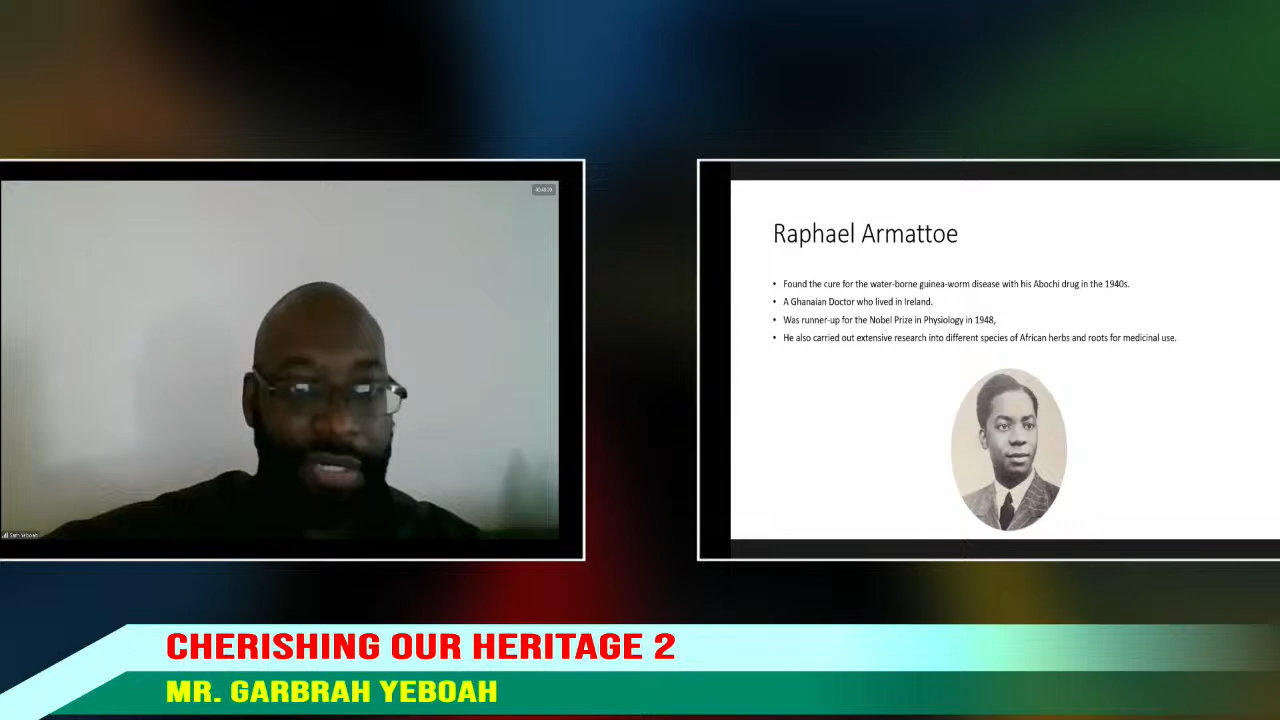 Raphael Armattoe
• Found the cure for the water-borne guinea-worm disease with his Abochi drug in the 1940s.
• A Ghanaian Doctor who lived in Ireland.
• Was runner-up for the Nobel Prize in Physiology in 1948,
• He also carried out extensive research into different species of African herbs and roots for medicinal use.
CHERISHING OUR HERITAGE 2
MR. GARBRAH YEBOAH